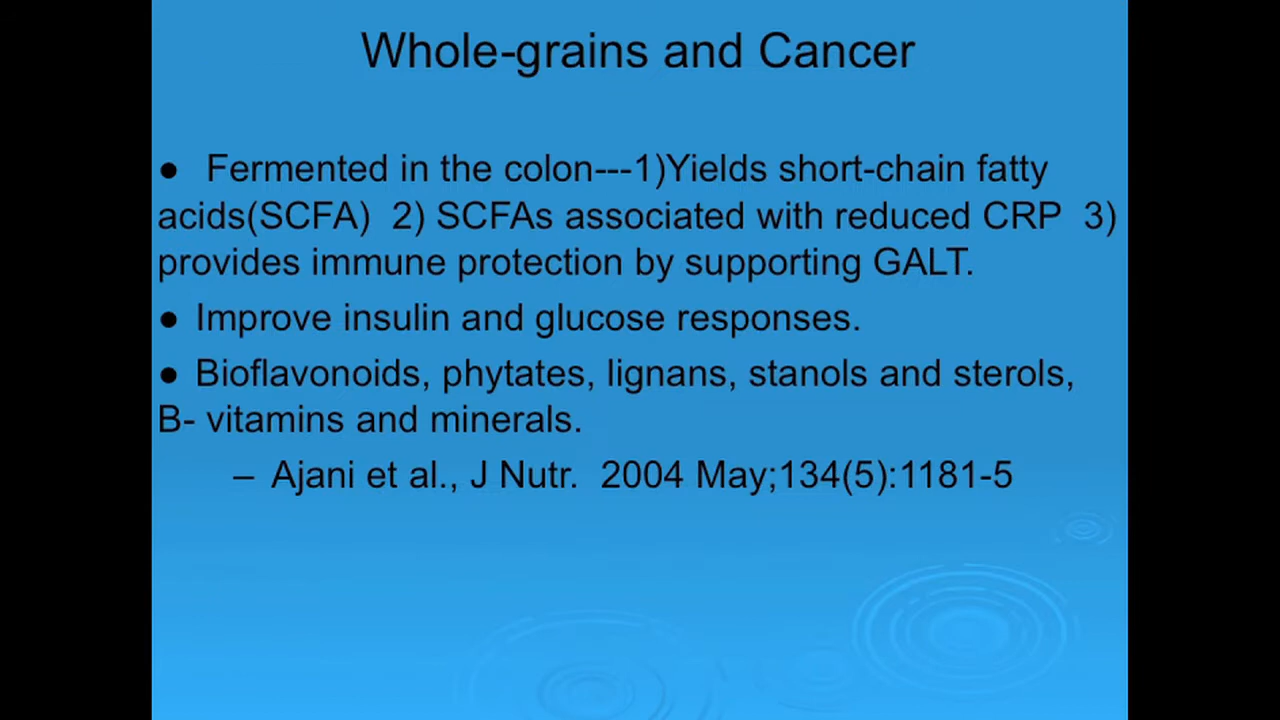 Whole-grains and Cancer
● Fermented in the colon---1)Yields short-chain fatty
acids(SCFA) 2) SCFAs associated with reduced CRP 3)
provides immune protection by supporting GALT.
● Improve insulin and glucose responses.
● Bioflavonoids, phytates, lignans, stanols and sterols,
B- vitamins and minerals.
– Ajani et al., J Nutr. 2004 May;134(5):1181-5